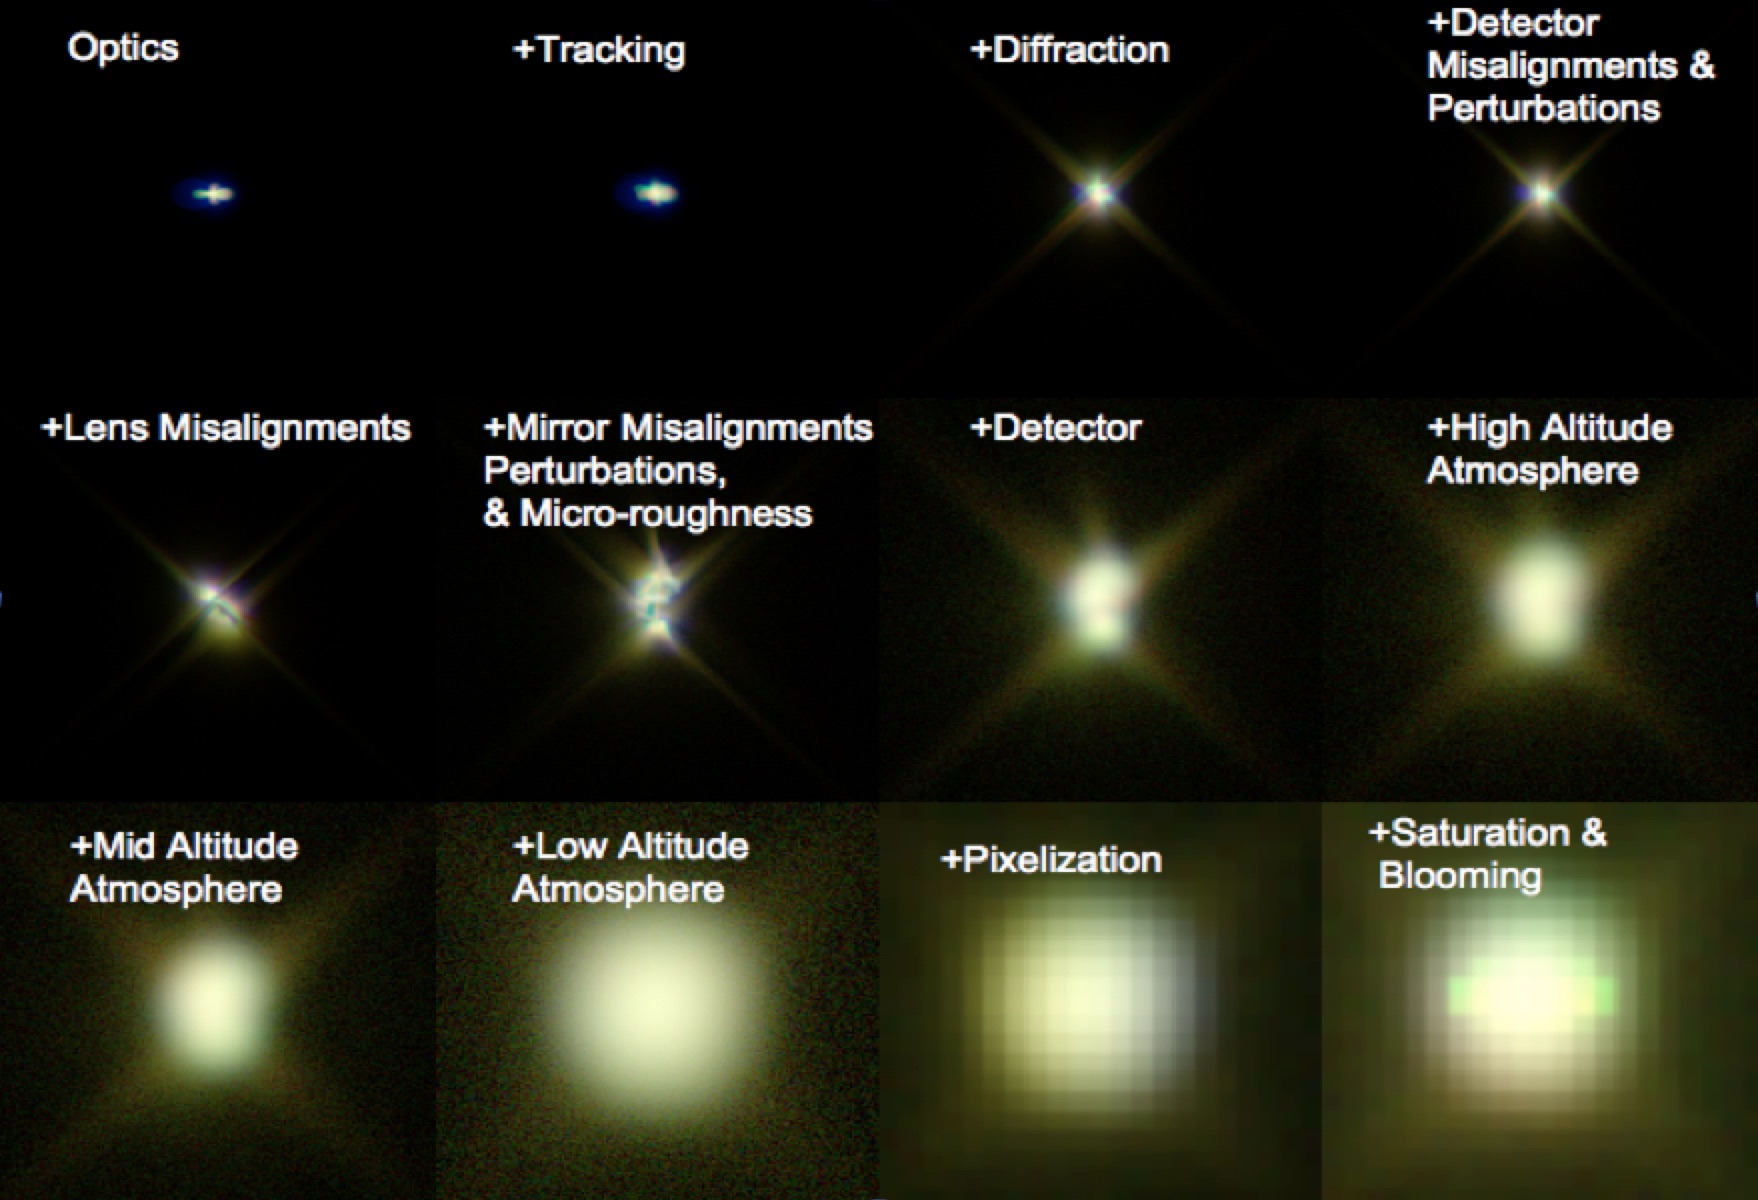 Optics
+Tracking
+Diffraction
+Detector
Misalignments &
Perturbations
+Lens Misalignments
+Mirror Misalignments
Perturbations,
& Micro-roughness
+Detector
+High Altitude
Atmosphere
+Mid Altitude
Atmosphere
+Low Altitude
Atmosphere
+Pixelization
+Saturation &
Blooming